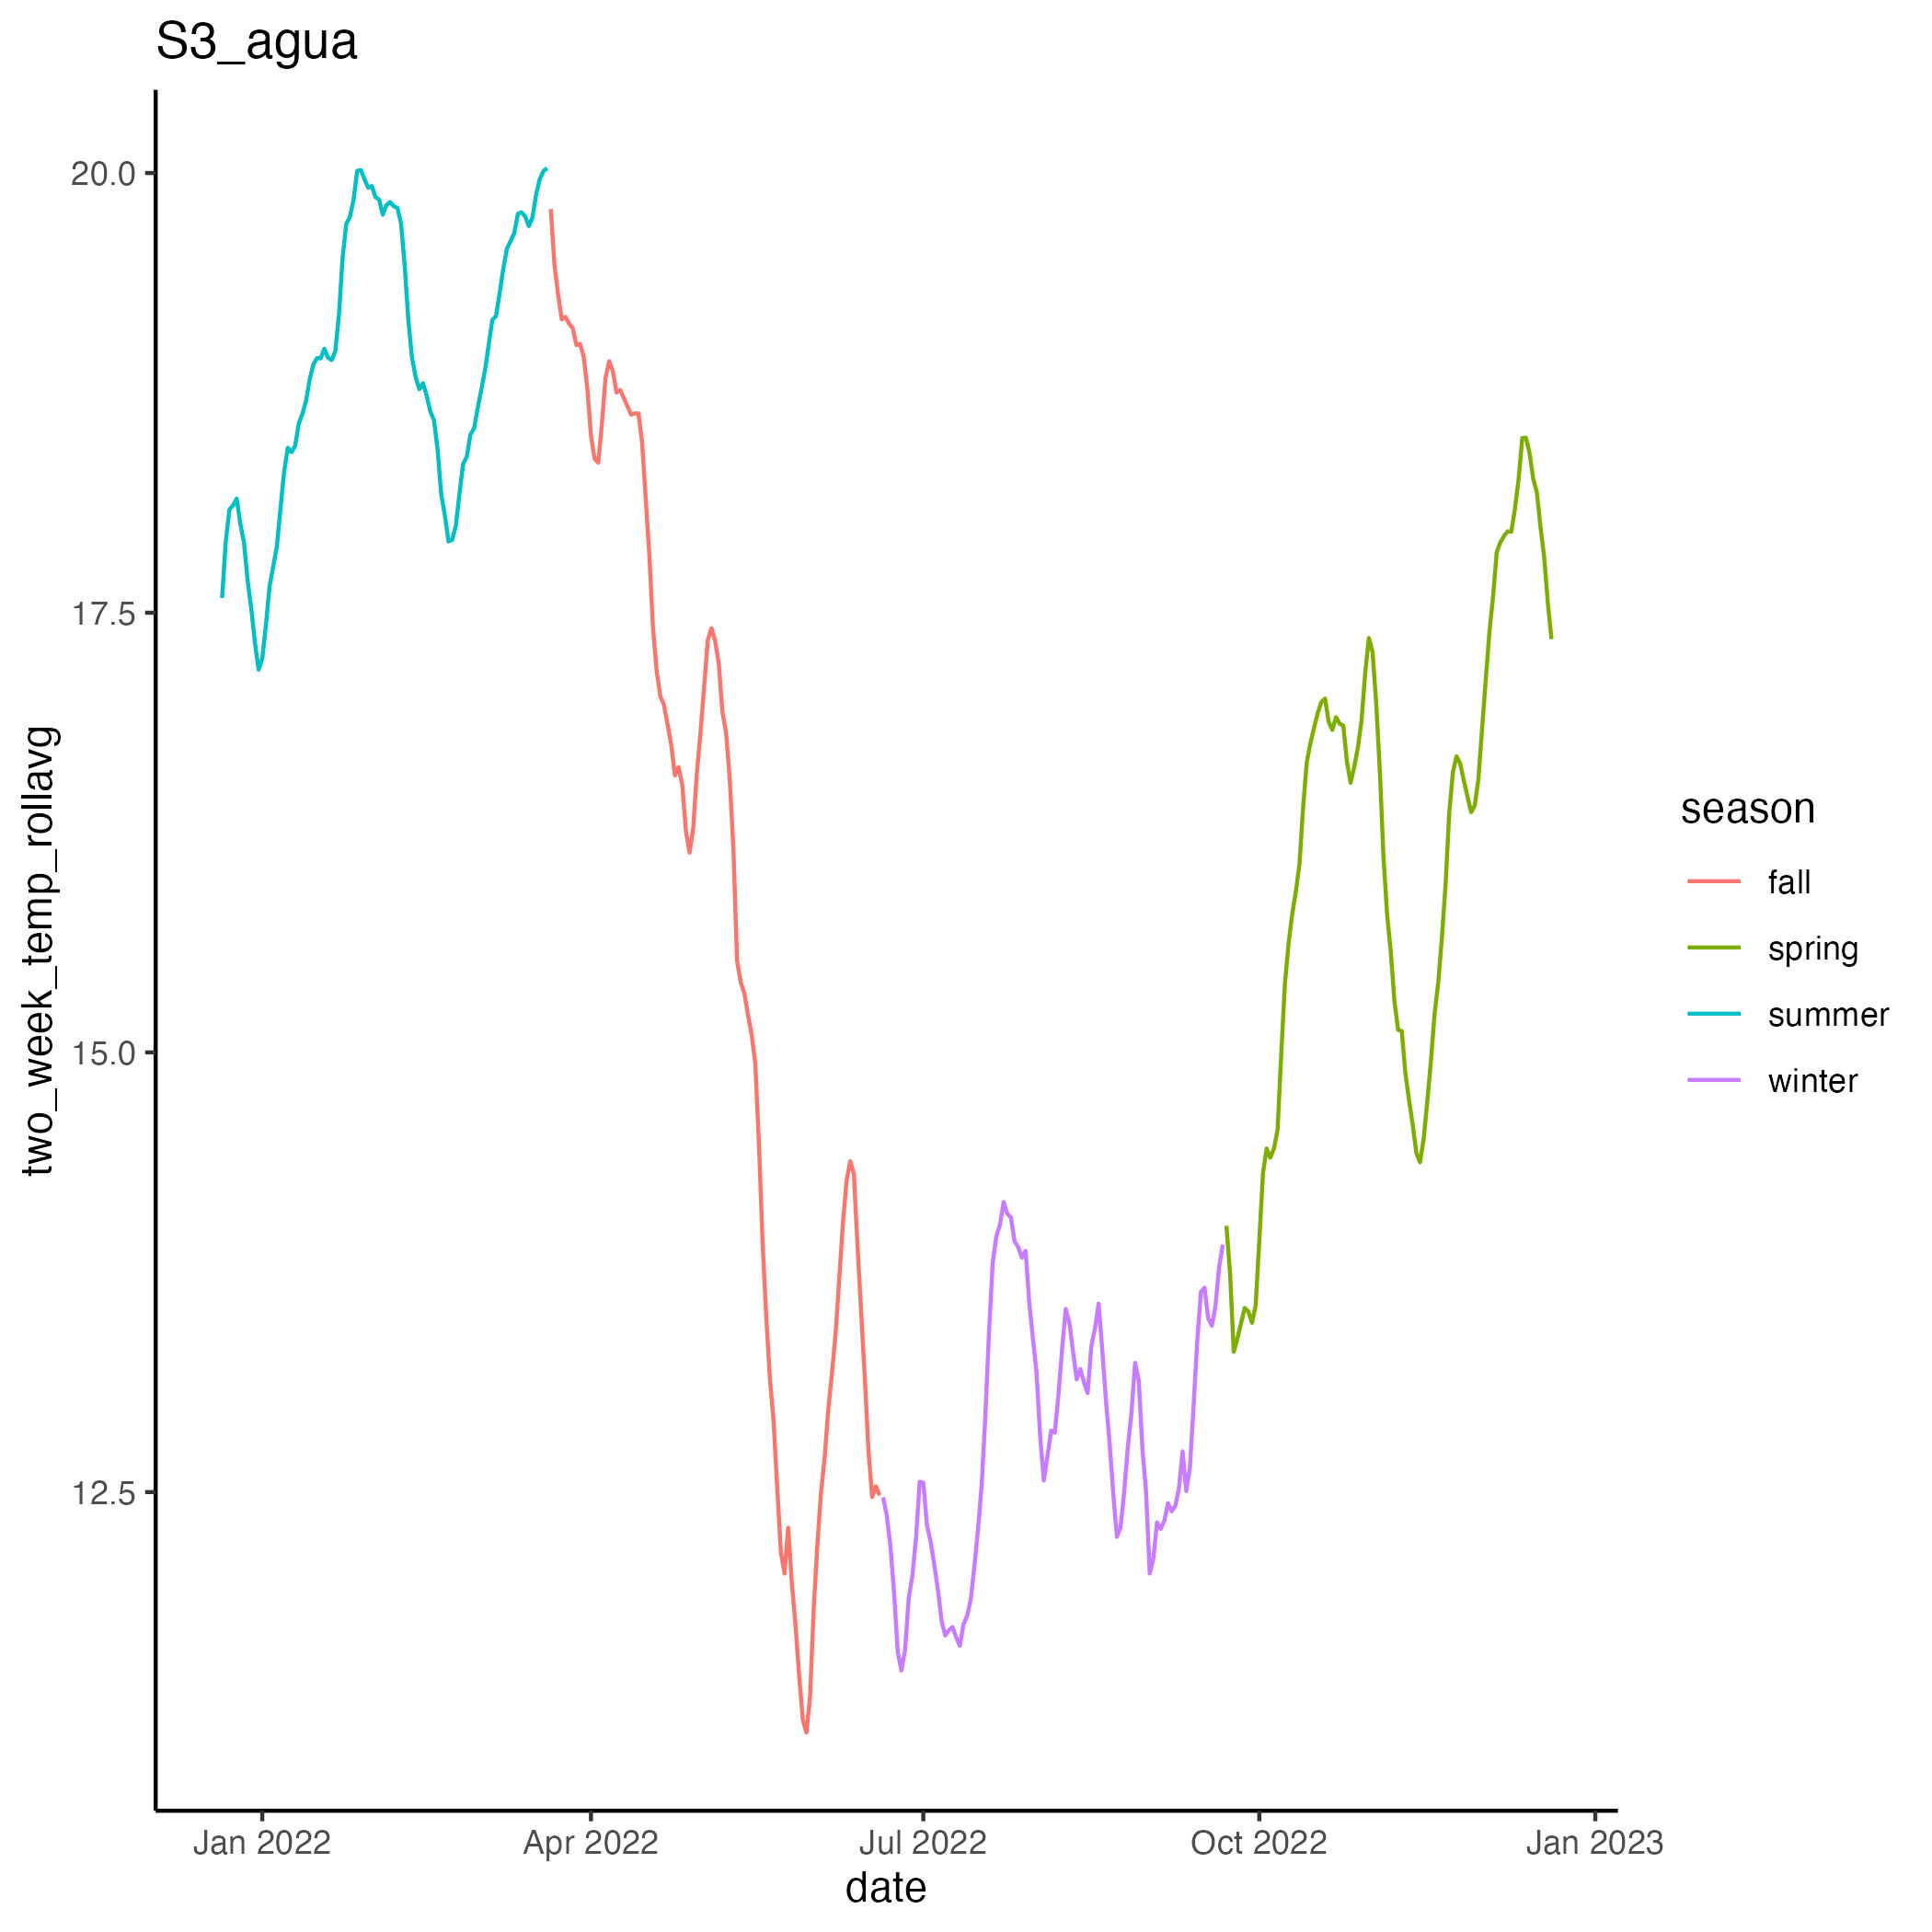 S3_agua
two_week_temp_rollavg
20.0
17.5
15.0
12.5
Jan 2022
Apr 2022
Jul 2022
Oct 2022
Jan 2023
date
season
fall
spring
summer
winter